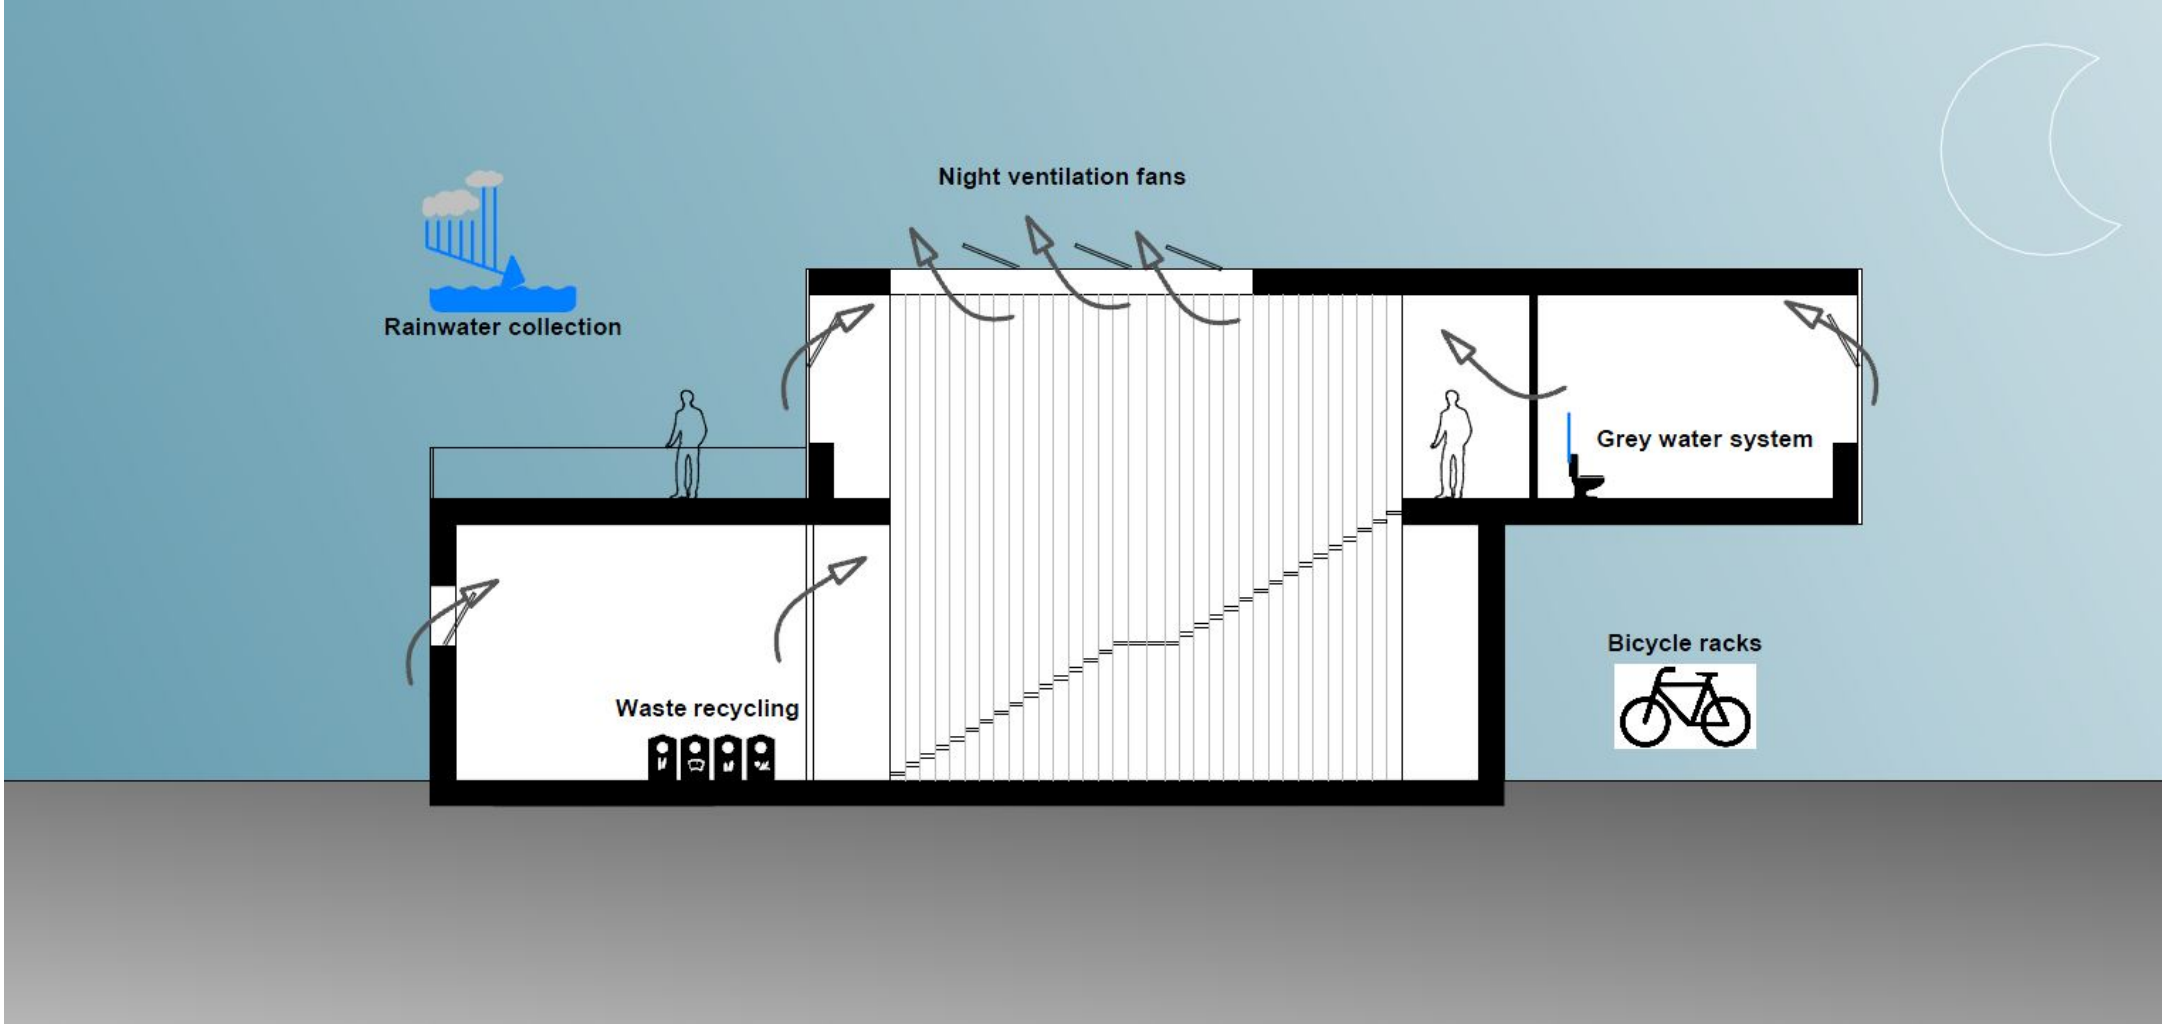 Night ventilation fans
Rainwater collection
Grey water system
Bicycle racks
Waste recycling